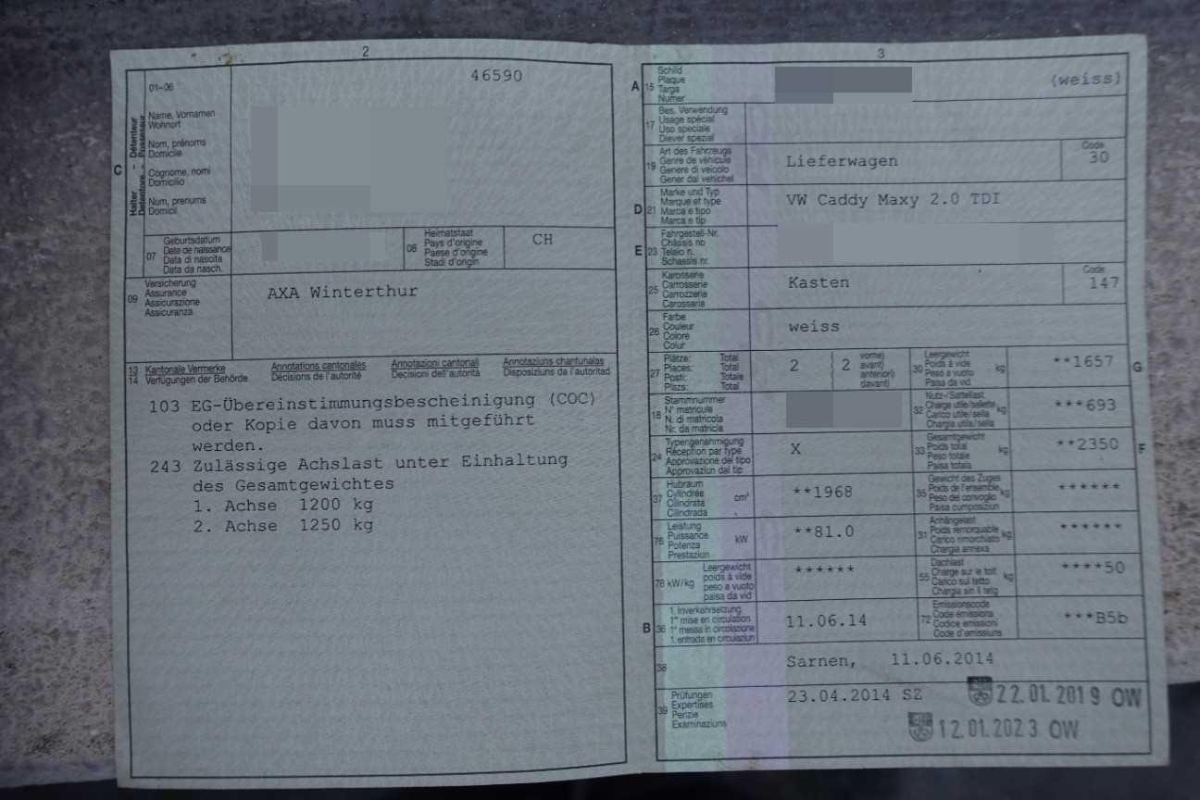 2
46590
01–06
Name, Vornamen
Wohnort
Nom, prénoms
Domicile
Cognome, nomi
Domicilio
Num, prenums
Domicil
C
Halter - Détenteur
Detentore - Possessur
07
Geburtsdatum
Date de naissance
Data di nascita
Data da nasch.
08
Heimatstaat
Pays d'origine
Paese d'origine
Stadi d'origin
CH
09
Versicherung
Assurance
Assicurazione
Assicuranza
AXA Winterthur
13
14
Kantonale Vermerke
Verfügungen der Behörde
Annotations cantonales
Décisions de l'autorité
Annotazioni cantonali
Decisioni dell'autorità
Annotaziuns chantunalas
Disposiziuns da l'autoritad
103 EG-Übereinstimmungsbescheinigung (COC)
oder Kopie davon muss mitgeführt
werden.
243 Zulässige Achslast unter Einhaltung
des Gesamtgewichtes
1. Achse 1200 kg
2. Achse 1250 kg
3
A
15
Schild
Plaque
Targa
Numer
(weiss)
17
Bes. Verwendung
Usage spécial
Uso speciale
Diever spezial
19
Art des Fahrzeugs
Genre de véhicule
Genere di veicolo
Gener dal vehichel
Lieferwagen
Code
30
D
21
Marke und Typ
Marque et type
Marca e tipo
Marca e tip
VW Caddy Maxy 2.0 TDI
E
23
Fahrgestell-Nr.
Châssis no
Telaio n.
Schassis nr.
25
Karosserie
Carrosserie
Carrozzeria
Carosseria
Kasten
Code
147
26
Farbe
Couleur
Colore
Colur
weiss
27
Plätze: Total
Places: Total
Posti: Totale
Plazs: Total
2
2
vorne)
avant)
anteriori)
davant)
30
Leergewicht
Poids à vide
Peso a vuoto
Paisa da vid
kg
**1657
G
18
Stammnummer
N° matricule
N. di matricola
Nr. da matricla
32
Nutz-/Sattellast
Charge utile/sellette
Carico utile/sella
Chargia utila/sella
kg
***693
24
Typengenehmigung
Réception par type
Approvazione del tipo
Approvaziun dal tip
X
33
Gesamtgewicht
Poids total
Peso totale
Paisa totala
kg
**2350
F
37
Hubraum
Cylindrée
Cilindrata
Cilindrada
cm³
**1968
35
Gewicht des Zuges
Poids de l'ensemble
Peso del convoglio
Paisa cumposiziun
kg
******
76
Leistung
Puissance
Potenza
Prestaziun
kW
**81.0
31
Anhängelast
Poids remorquable
Carico rimorchiato
Chargia annexa
kg
******
78 kW/kg
Leergewicht
poids à vide
peso a vuoto
paisa da vid
******
55
Dachlast
Charge sur le toit
Carico sul tetto
Chargia sin il tetg
kg
****50
B
36
1. Inverkehrsetzung
1re mise en circulation
1a messa in circolazione
1. entrada en circulaziun
11.06.14
72
Emissionscode
Code émissions
Codice emissioni
Code d'emissiuns
***B5b
38
Sarnen, 11.06.2014
39
Prüfungen
Expertises
Perizie
Examinaziuns
23.04.2014 SZ
22.01.2019 OW
12.01.2023 OW